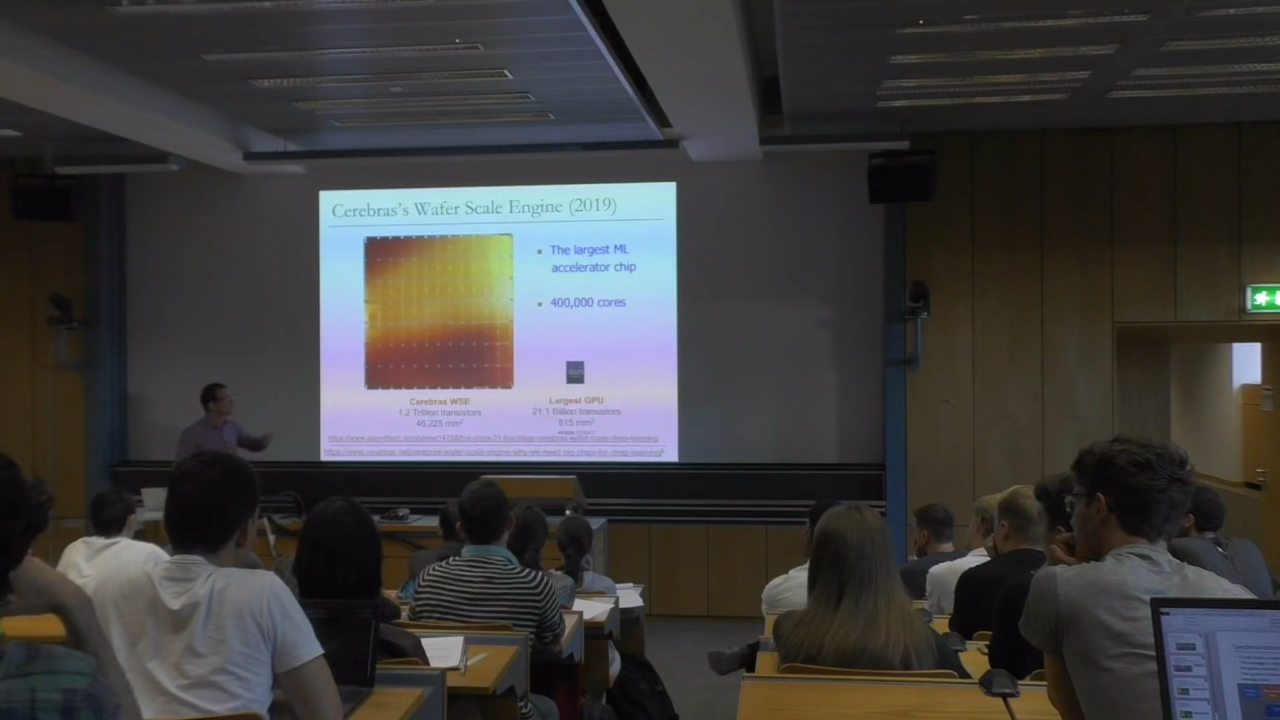 Cerebras's Wafer Scale Engine (2019)
The largest ML
accelerator chip
400,000 cores
Cerebras WSE
1.2 Trillion transistors
46,225 mm²
Largest GPU
21.1 Billion transistors
815 mm²